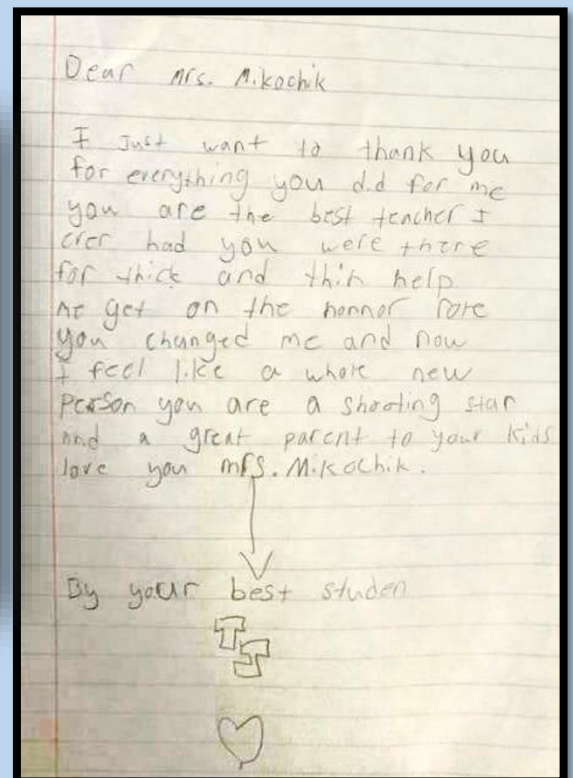 Dear Mrs. Mikochik
I Just want to thank you
for everything you did for me
you are the best teacher I
ever had you were there
for thick and thin help
me get on the honnor rore
you changed me and now
I feel like a whole new
person you are a shooting star
and a great parent to your kids
love you mrs. Mikochik.
By your best studen
TJ